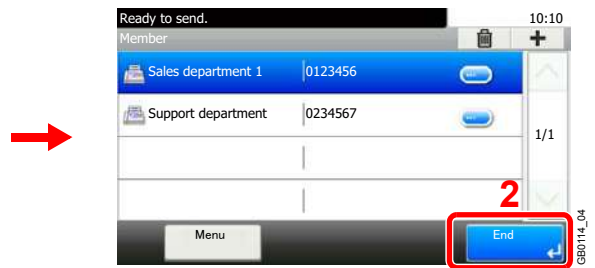 Ready to send. 10:10
Member
Sales department 1 0123456
Support department 0234567
1/1
2
Menu End
GB0114_04